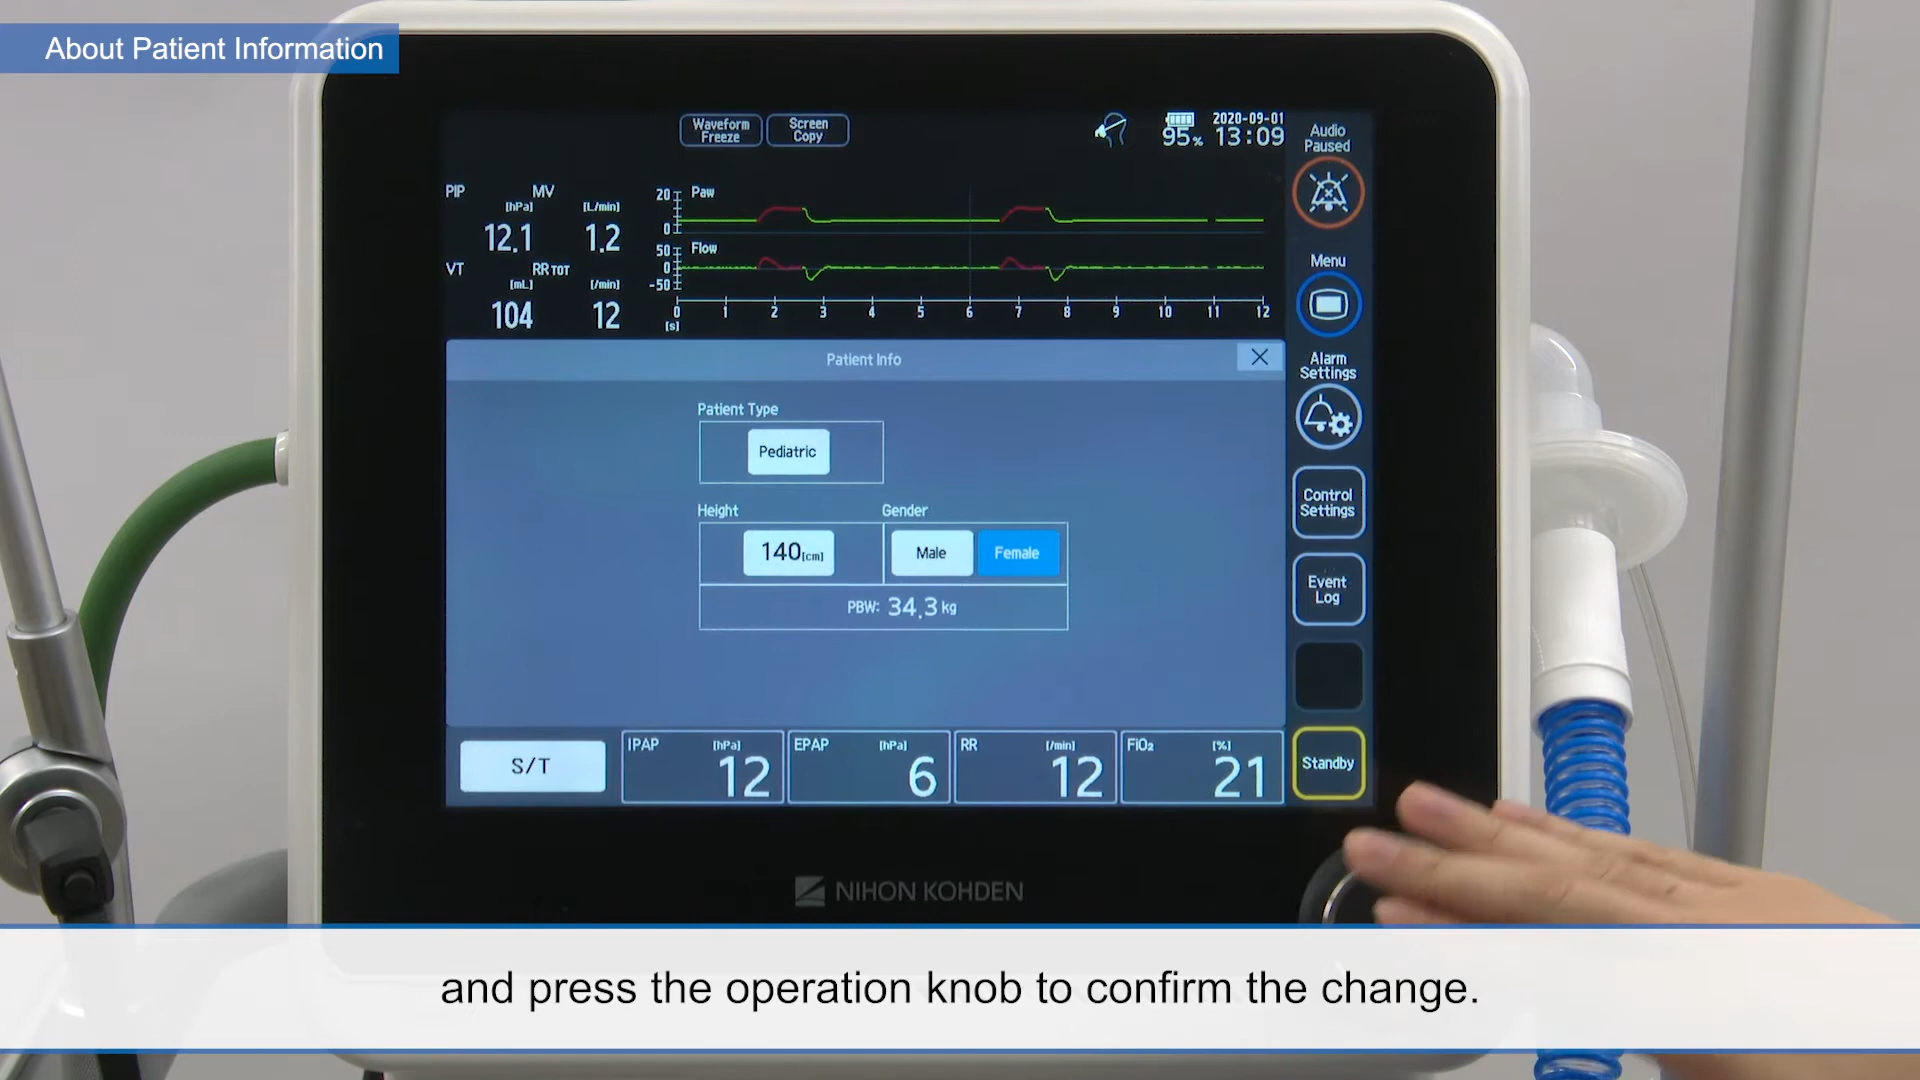 About Patient Information
Waveform
Freeze
Screen
Copy
95%
2020-09-01
13:09
Audio
Paused
PIP
[hPa]
12.1
MV
[L/min]
1.2
VT
[mL]
104
RR TOT
[/min]
12
20
Paw
0
50
Flow
0
-50
0 1 2 3 4 5 6 7 8 9 10 11 12
[s]
Menu
Alarm
Settings
Patient Info
Patient Type
Pediatric
Height
Gender
140[cm]
Male
Female
PBW: 34.3 kg
Control
Settings
Event
Log
S/T
IPAP [hPa]
12
EPAP [hPa]
6
RR [/min]
12
FiO₂ [%]
21
Standby
NIHON KOHDEN
and press the operation knob to confirm the change.